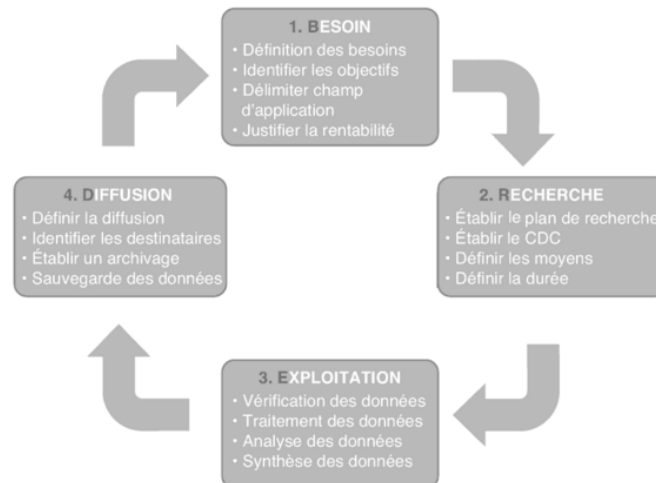 1. BESOIN
• Définition des besoins
• Identifier les objectifs
• Délimiter champ
d'application
• Justifier la rentabilité
2. RECHERCHE
• Établir le plan de recherche
• Établir le CDC
• Définir les moyens
• Définir la durée
3. EXPLOITATION
• Vérification des données
• Traitement des données
• Analyse des données
• Synthèse des données
4. DIFFUSION
• Définir la diffusion
• Identifier les destinataires
• Établir un archivage
• Sauvegarde des données